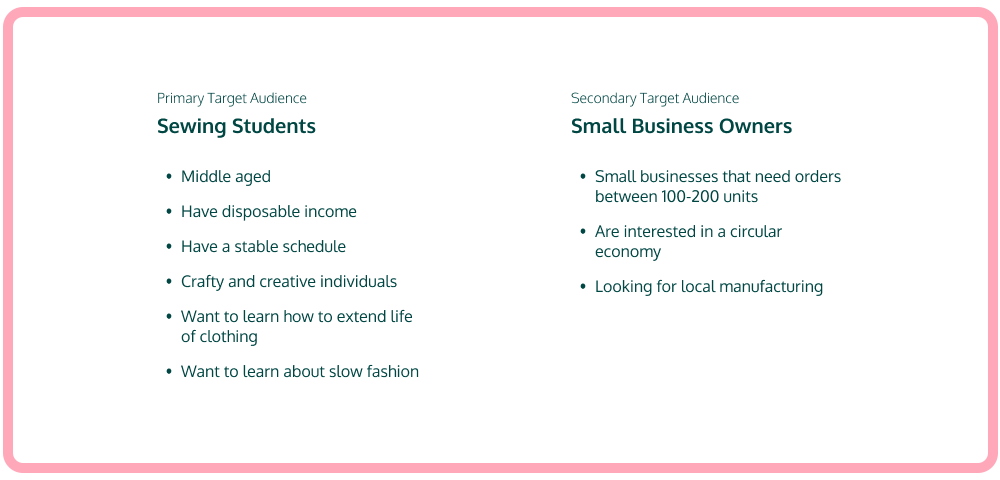 Primary Target Audience
Sewing Students
• Middle aged
• Have disposable income
• Have a stable schedule
• Crafty and creative individuals
• Want to learn how to extend life
of clothing
• Want to learn about slow fashion
Secondary Target Audience
Small Business Owners
• Small businesses that need orders
between 100-200 units
• Are interested in a circular
economy
• Looking for local manufacturing